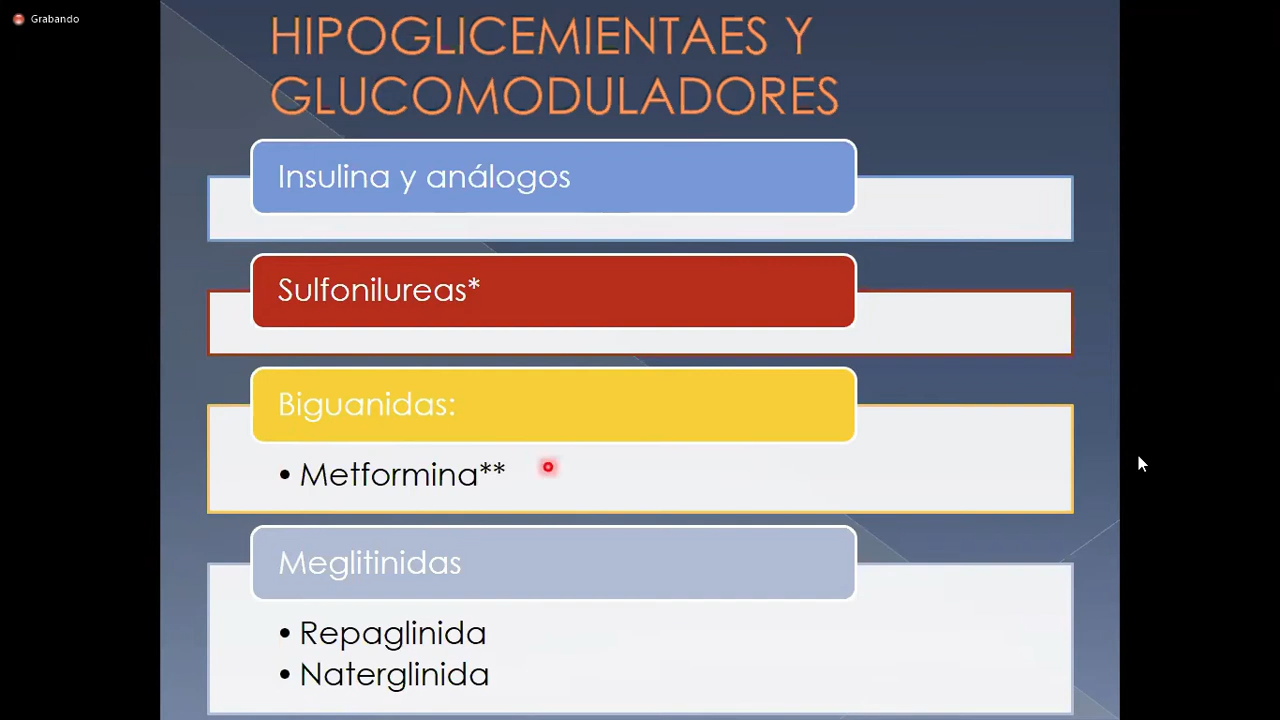 Grabando
HIPOGLICEMIENTAES Y
GLUCOMODULADORES
Insulina y análogos
Sulfonilureas*
Biguanidas:
• Metformina**
Meglitinidas
• Repaglinida
• Naterglinida